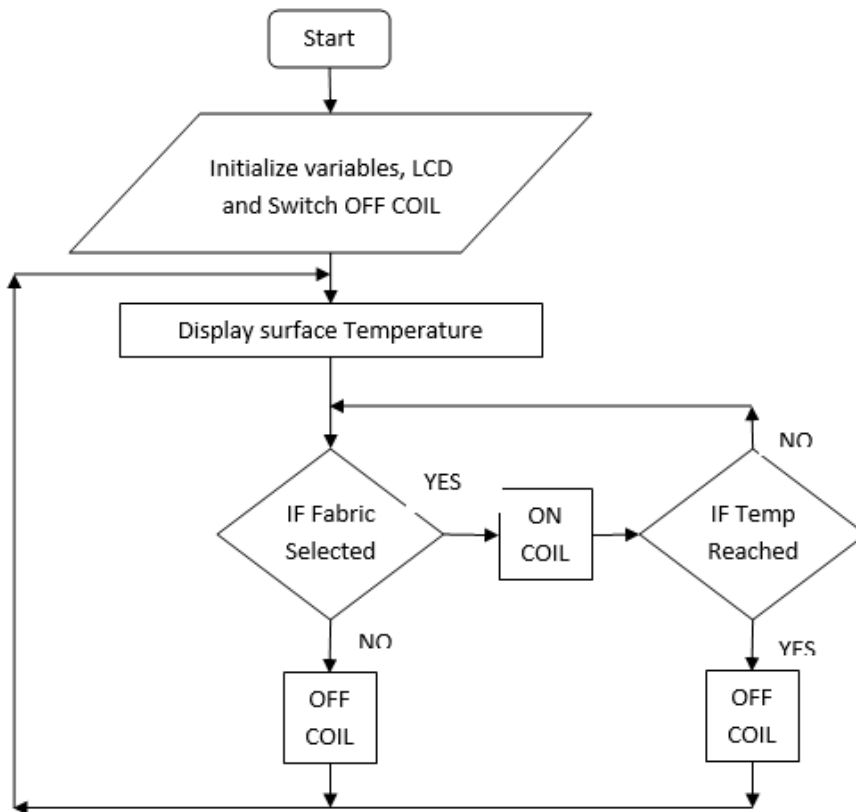 Start
Initialize variables, LCD
and Switch OFF COIL
Display surface Temperature
IF Fabric
Selected
YES
ON
COIL
IF Temp
Reached
NO
NO
OFF
COIL
YES
OFF
COIL